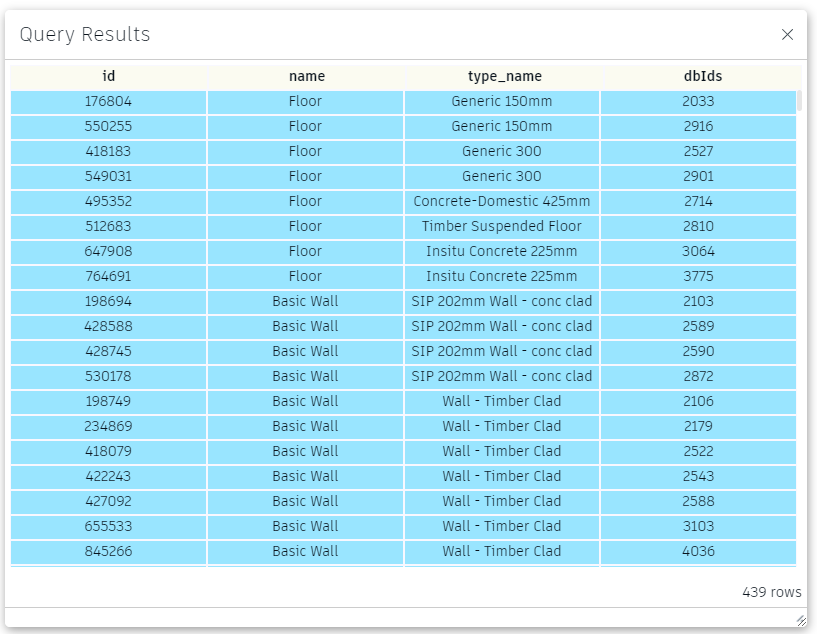 Query Results
id name type_name dbIds
176804 Floor Generic 150mm 2033
550255 Floor Generic 150mm 2916
418183 Floor Generic 300 2527
549031 Floor Generic 300 2901
495352 Floor Concrete-Domestic 425mm 2714
512683 Floor Timber Suspended Floor 2810
647908 Floor Insitu Concrete 225mm 3064
764691 Floor Insitu Concrete 225mm 3775
198694 Basic Wall SIP 202mm Wall - conc clad 2103
428588 Basic Wall SIP 202mm Wall - conc clad 2589
428745 Basic Wall SIP 202mm Wall - conc clad 2590
530178 Basic Wall SIP 202mm Wall - conc clad 2872
198749 Basic Wall Wall - Timber Clad 2106
234869 Basic Wall Wall - Timber Clad 2179
418079 Basic Wall Wall - Timber Clad 2522
422243 Basic Wall Wall - Timber Clad 2543
427092 Basic Wall Wall - Timber Clad 2588
655533 Basic Wall Wall - Timber Clad 3103
845266 Basic Wall Wall - Timber Clad 4036
439 rows